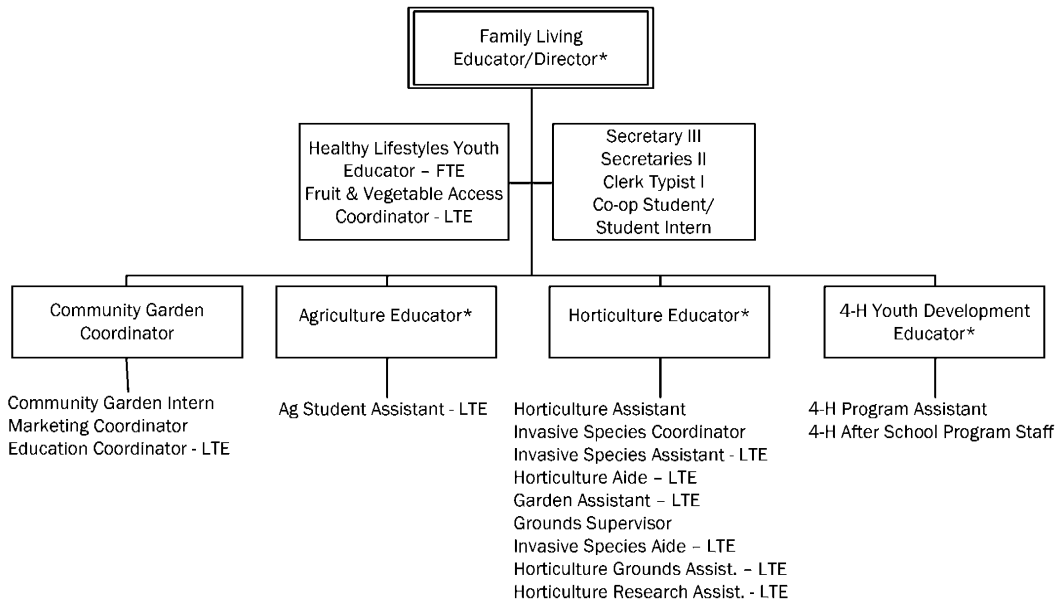 Family Living
Educator/Director*
Healthy Lifestyles Youth
Educator – FTE
Fruit & Vegetable Access
Coordinator - LTE
Secretary III
Secretaries II
Clerk Typist I
Co-op Student/
Student Intern
Community Garden
Coordinator
Agriculture Educator*
Horticulture Educator*
4-H Youth Development
Educator*
Community Garden Intern
Marketing Coordinator
Education Coordinator - LTE
Ag Student Assistant - LTE
Horticulture Assistant
Invasive Species Coordinator
Invasive Species Assistant - LTE
Horticulture Aide – LTE
Garden Assistant – LTE
Grounds Supervisor
Invasive Species Aide – LTE
Horticulture Grounds Assist. – LTE
Horticulture Research Assist. - LTE
4-H Program Assistant
4-H After School Program Staff